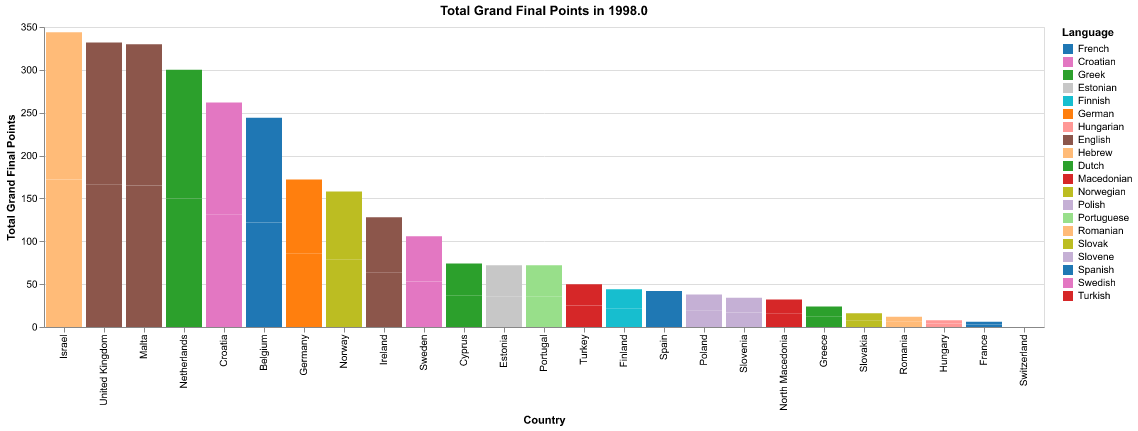 Total Grand Final Points in 1998.0
Total Grand Final Points
350
300
250
200
150
100
50
0
Israel
United Kingdom
Malta
Netherlands
Croatia
Belgium
Germany
Norway
Ireland
Sweden
Cyprus
Estonia
Portugal
Turkey
Finland
Spain
Poland
Slovenia
North Macedonia
Greece
Slovakia
Romania
Hungary
France
Switzerland
Country
Language
French
Croatian
Greek
Estonian
Finnish
German
Hungarian
English
Hebrew
Dutch
Macedonian
Norwegian
Polish
Portuguese
Romanian
Slovak
Slovene
Spanish
Swedish
Turkish